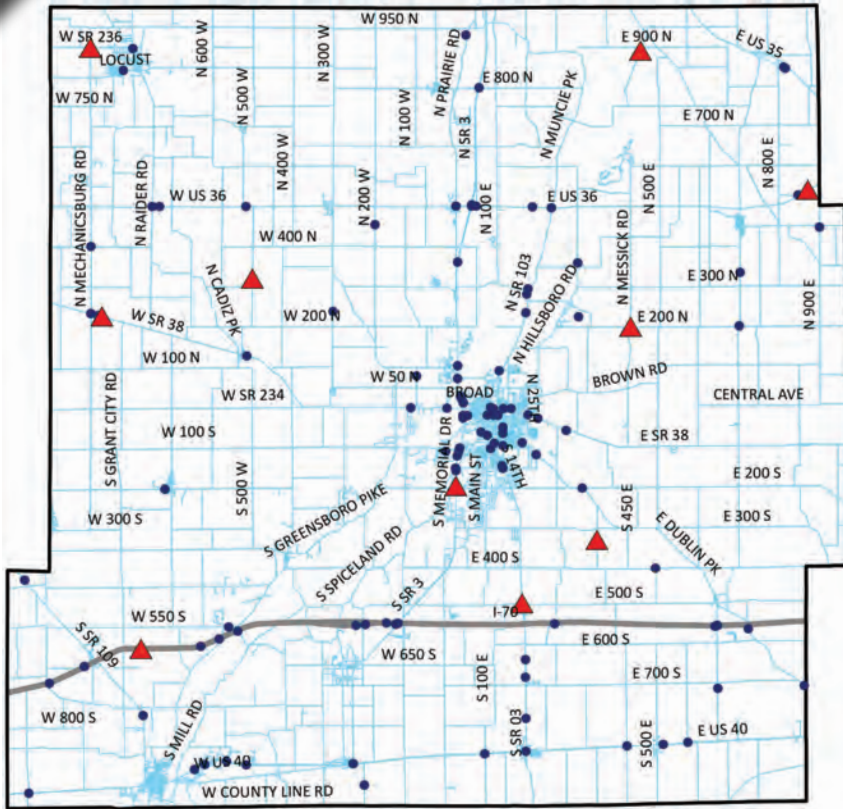 W 950 N
W SR 236
LOCUST
W 750 N
N 600 W
N 500 W
N 400 W
N 300 W
N 200 W
N 100 W
N PRAIRIE RD
N SR 3
E 800 N
N MUNCIE PK
E 900 N
E US 35
E 700 N
N 800 E
N 500 E
N MECHANICSBURG RD
N RAIDER RD
W US 36
N 100 E
E US 36
W 400 N
N CADIZ PK
N MESSICK RD
E 300 N
N 900 E
W SR 38
W 200 N
N SR 103
N HILLSBORO RD
E 200 N
W 100 N
W 50 N
BROWN RD
W SR 234
BROAD
N 25TH
CENTRAL AVE
S GRANT CITY RD
W 100 S
S 500 W
S MEMORIAL DR
S MAIN ST
S 14TH
E SR 38
E 200 S
W 300 S
S GREENSBORO PIKE
S 450 E
E 300 S
E DUBLIN PK
S SPICELAND RD
E 400 S
S SR 3
E 500 S
W 550 S
I-70
E 600 S
S SR 109
W 650 S
S 100 E
E 700 S
W 800 S
S MILL RD
S SR 03
S 500 E
E US 40
W US 40
W COUNTY LINE RD